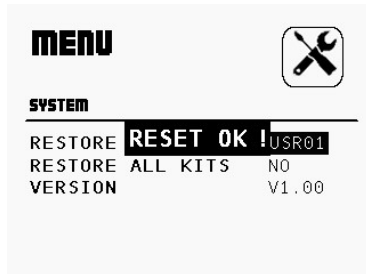 MENU
SYSTEM
RESTORE RESET OK ! USR01
RESTORE ALL KITS NO
VERSION V1.00